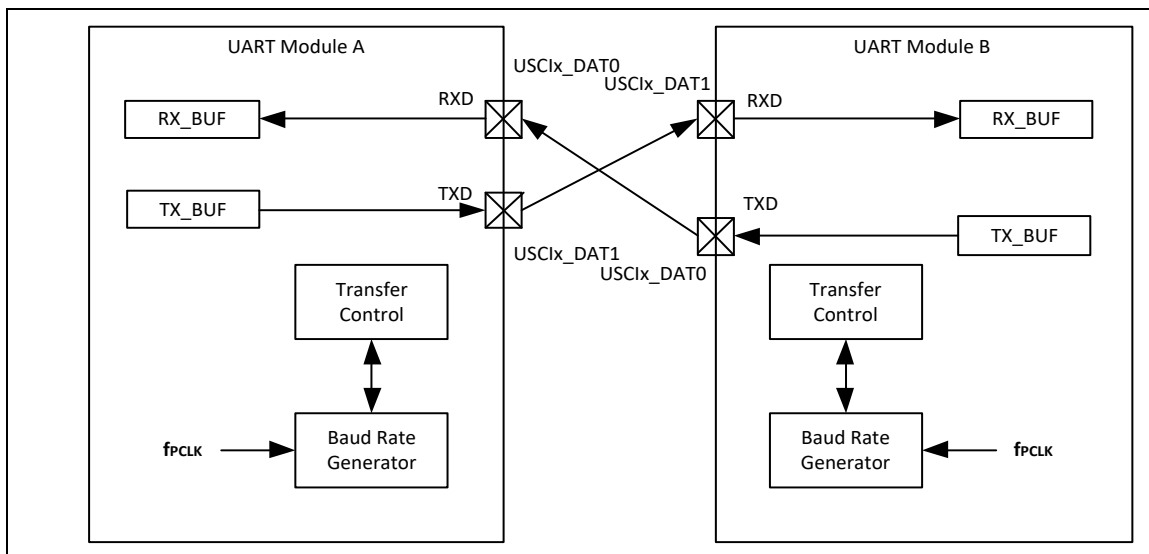 UART Module A
UART Module B
USCIx_DAT0
USCIx_DAT1
RXD
RXD
RX_BUF
RX_BUF
TXD
TXD
TX_BUF
TX_BUF
USCIx_DAT1
USCIx_DAT0
Transfer
Control
Transfer
Control
fPCLK
Baud Rate
Generator
Baud Rate
Generator
fPCLK